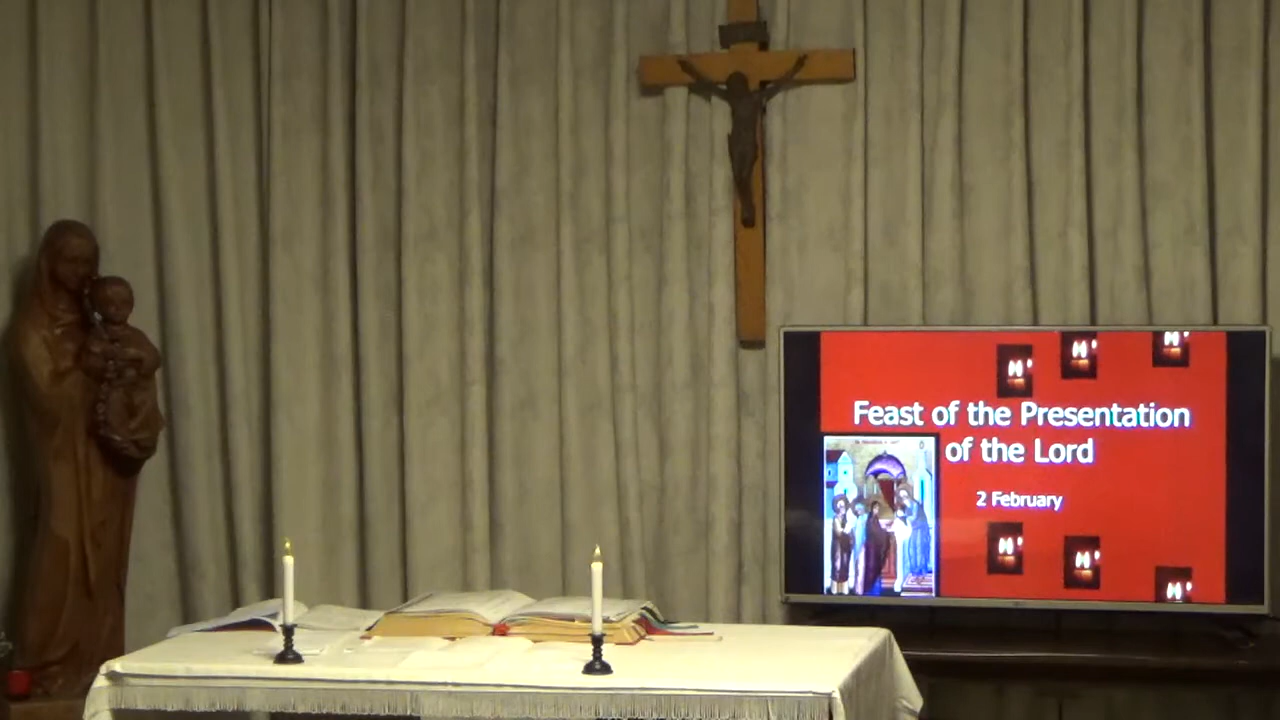 Feast of the Presentation
of the Lord
2 February